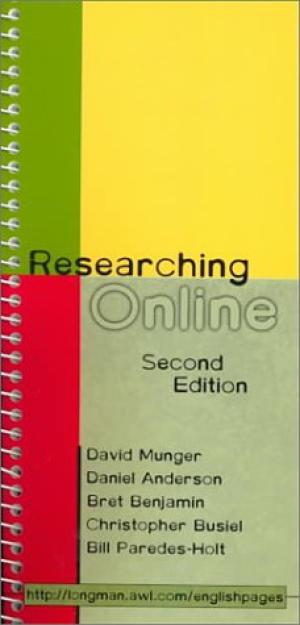 Researching
Online
Second
Edition
David Munger
Daniel Anderson
Bret Benjamin
Christopher Busiel
Bill Paredes-Holt
http://longman.awl.com/englishpages